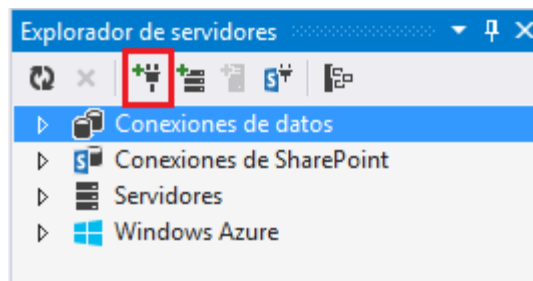 Explorador de servidores
Conexiones de datos
Conexiones de SharePoint
Servidores
Windows Azure